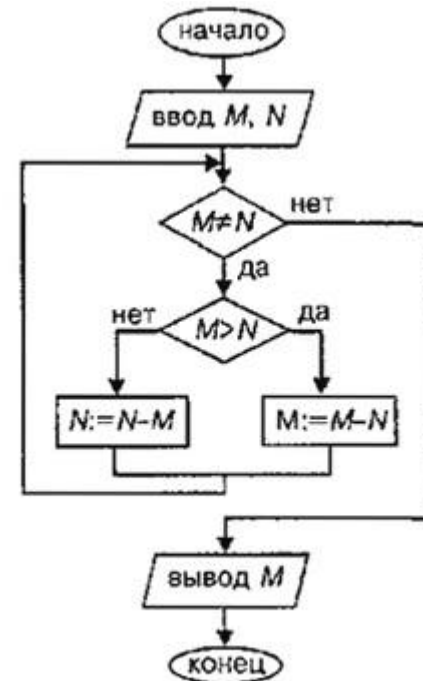 начало
ввод M, N
M≠N
нет
да
M>N
нет
да
N:=N–M
M:=M–N
вывод M
конец